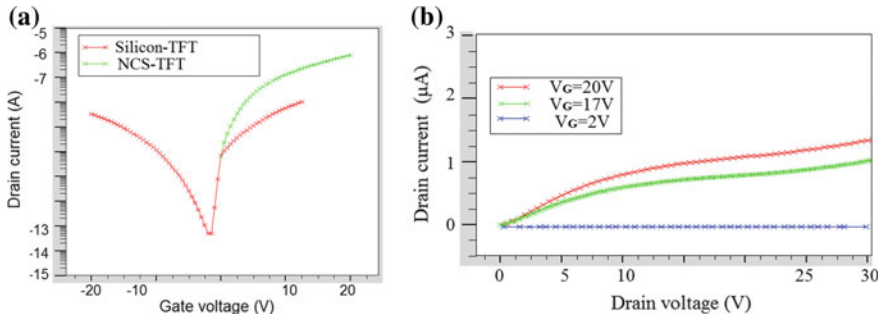 (a)
Drain current (A)
-5
-6
-7
-13
-14
-15
Silicon-TFT
NCS-TFT
-20
-10
0
10
20
Gate voltage (V)
(b)
Drain current (μA)
3
2
1
0
VG=20V
VG=17V
VG=2V
0
5
10
25
30
Drain voltage (V)